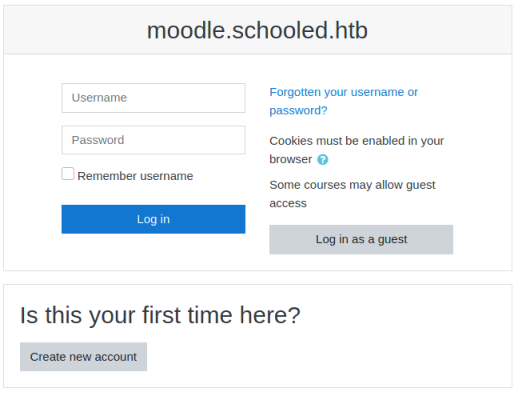 moodle.schooled.htb
Username
Password
Remember username
Log in
Forgotten your username or
password?
Cookies must be enabled in your
browser ?
Some courses may allow guest
access
Log in as a guest
Is this your first time here?
Create new account